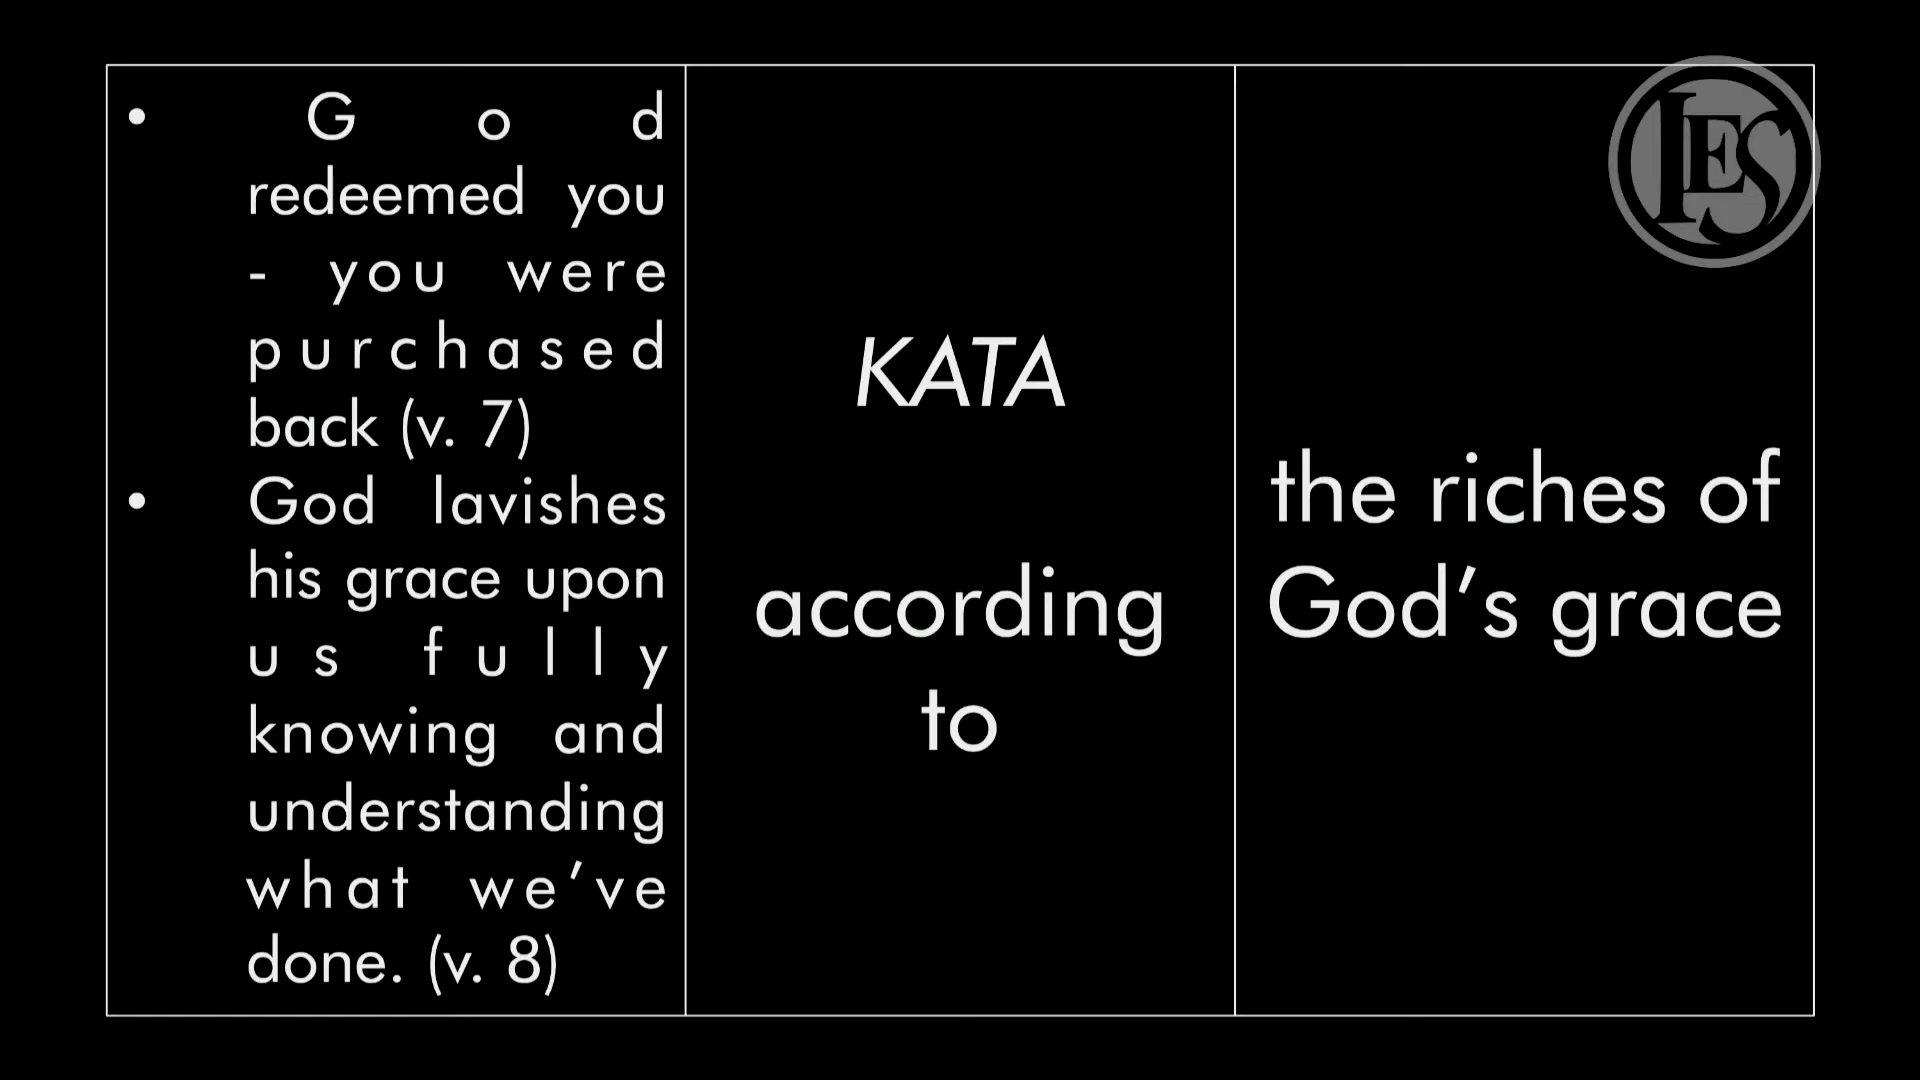 • God
redeemed you
- you were
purchased
back (v. 7)
• God lavishes
his grace upon
us fully
knowing and
understanding
what we’ve
done. (v. 8)
KATA
according
to
the riches of
God’s grace
IES